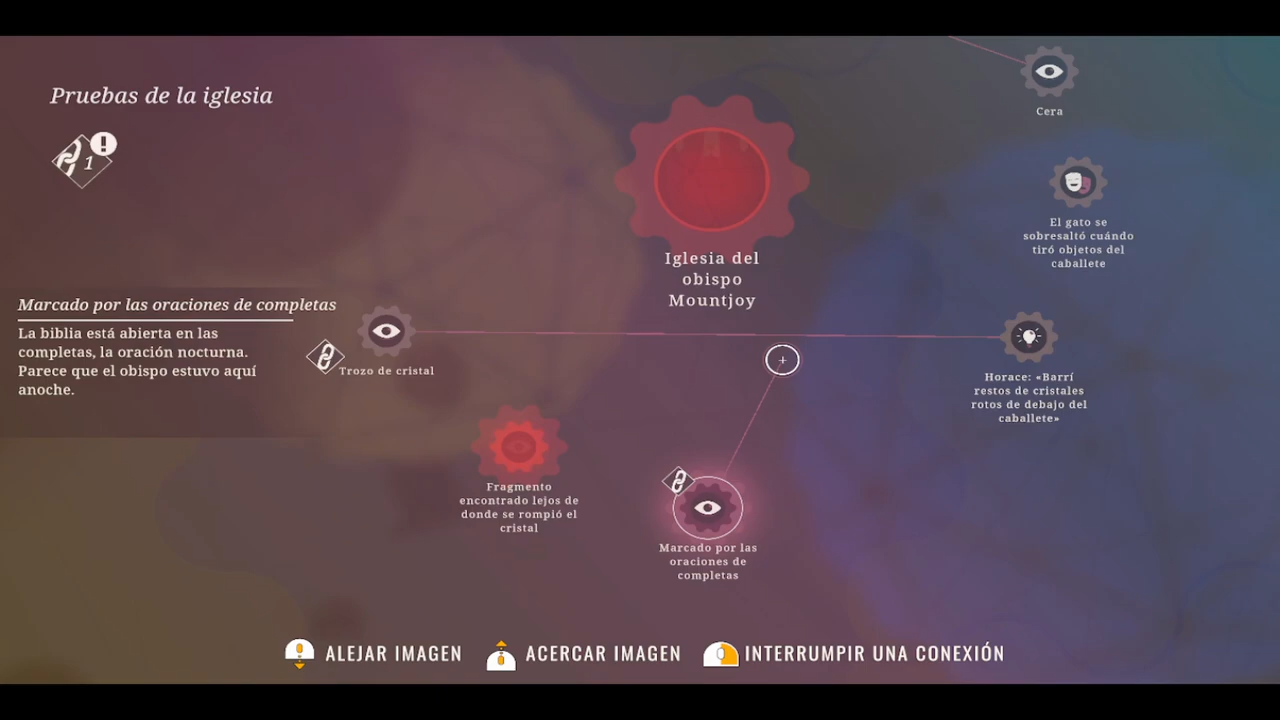 Pruebas de la iglesia
1
Cera
El gato se
sobresaltó cuándo
tiró objetos del
caballete
Iglesia del
obispo
Mountjoy
Marcado por las oraciones de completas
La biblia está abierta en las
completas, la oración nocturna.
Parece que el obispo estuvo aquí
anoche.
Trozo de cristal
Horace: «Barrí
restos de cristales
rotos de debajo del
caballete»
Fragmento
encontrado lejos de
donde se rompió el
cristal
Marcado por las
oraciones de
completas
ALEJAR IMAGEN
ACERCAR IMAGEN
INTERRUMPIR UNA CONEXIÓN